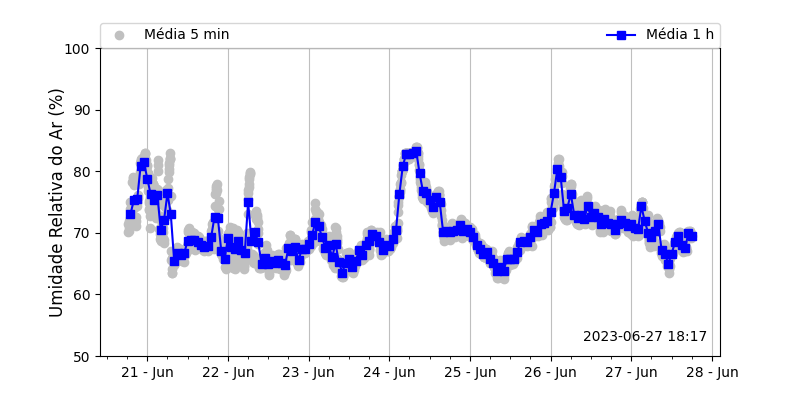 Média 5 min
Média 1 h
Umidade Relativa do Ar (%)
100
90
80
70
60
50
2023-06-27 18:17
21 - Jun
22 - Jun
23 - Jun
24 - Jun
25 - Jun
26 - Jun
27 - Jun
28 - Jun